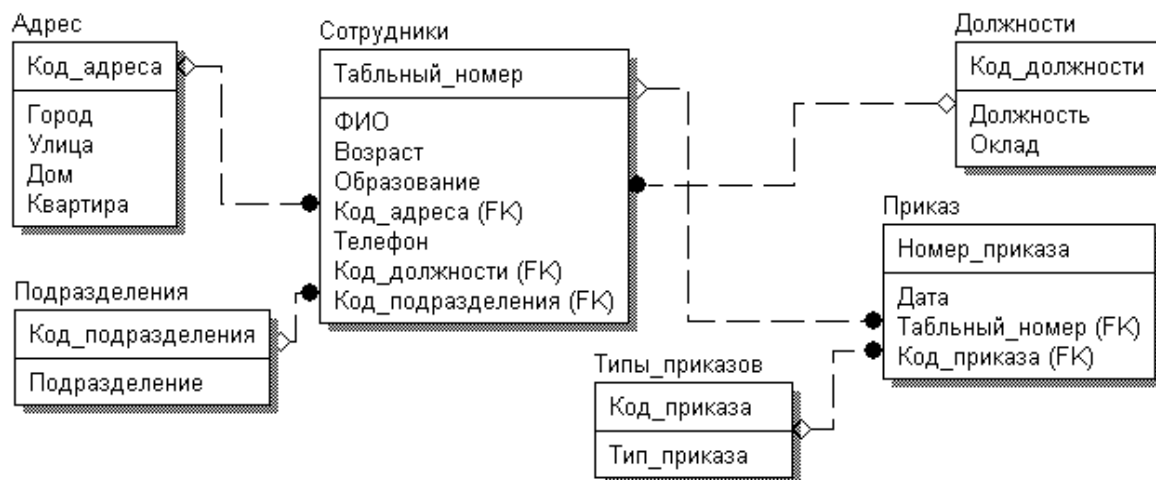 Адрес
Код_адреса
Город
Улица
Дом
Квартира
Подразделения
Код_подразделения
Подразделение
Сотрудники
Табльный_номер
ФИО
Возраст
Образование
Код_адреса (FK)
Телефон
Код_должности (FK)
Код_подразделения (FK)
Типы_приказов
Код_приказа
Тип_приказа
Должности
Код_должности
Должность
Оклад
Приказ
Номер_приказа
Дата
Табльный_номер (FK)
Код_приказа (FK)